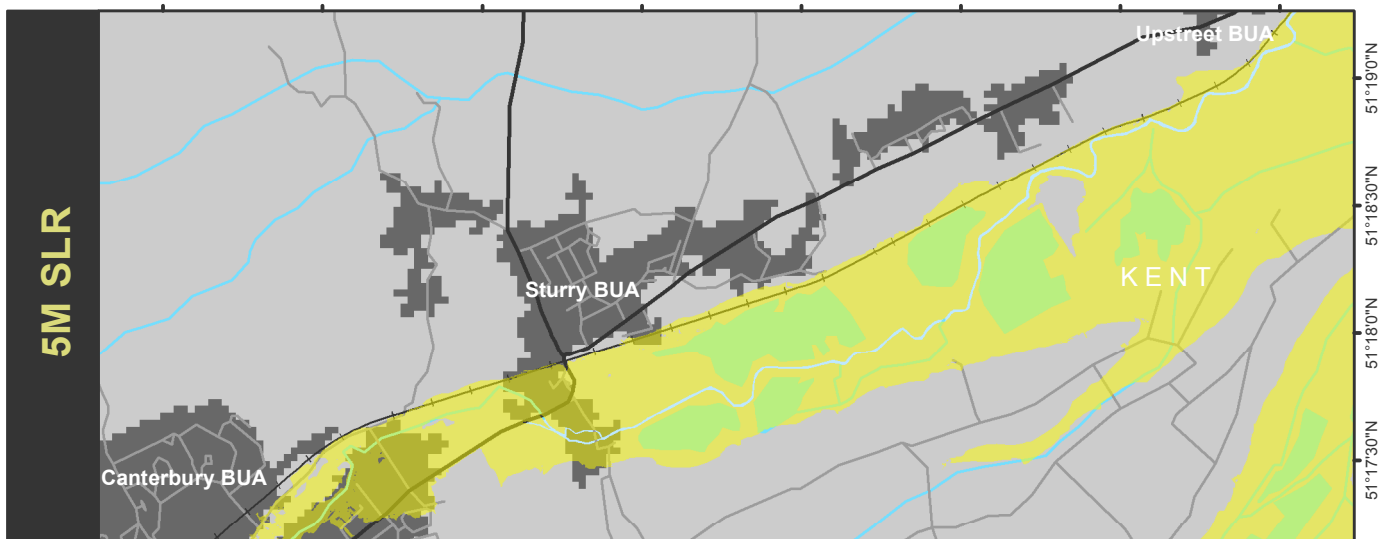 5M SLR
Upstreet BUA
51°19'0"N
51°18'30"N
KENT
Sturry BUA
51°18'0"N
Canterbury BUA
51°17'30"N